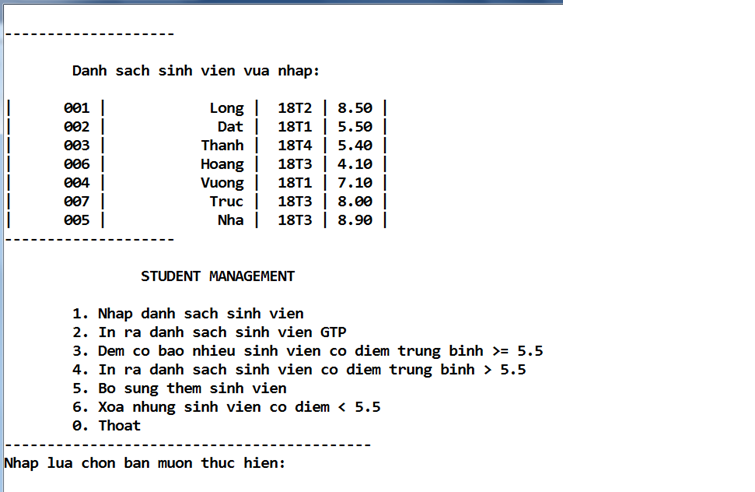 --------------------
Danh sach sinh vien vua nhap:
| 001 | Long | 18T2 | 8.50 |
| 002 | Dat | 18T1 | 5.50 |
| 003 | Thanh | 18T4 | 5.40 |
| 006 | Hoang | 18T3 | 4.10 |
| 004 | Vuong | 18T1 | 7.10 |
| 007 | Truc | 18T3 | 8.00 |
| 005 | Nha | 18T3 | 8.90 |
--------------------
STUDENT MANAGEMENT
1. Nhap danh sach sinh vien
2. In ra danh sach sinh vien GTP
3. Dem co bao nhieu sinh vien co diem trung binh >= 5.5
4. In ra danh sach sinh vien co diem trung binh > 5.5
5. Bo sung them sinh vien
6. Xoa nhung sinh vien co diem < 5.5
0. Thoat
-------------------------------------------
Nhap lua chon ban muon thuc hien: